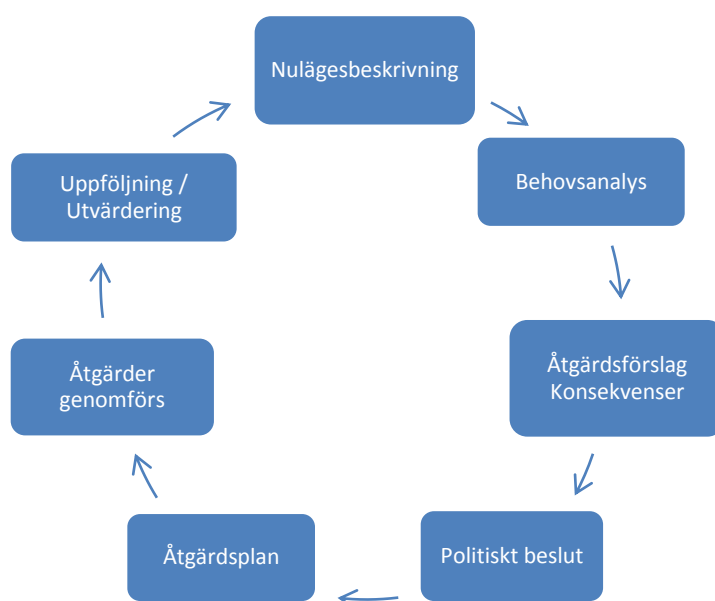 Nulägesbeskrivning
Behovsanalys
Åtgärdsförslag
Konsekvenser
Politiskt beslut
Åtgärdsplan
Åtgärder
genomförs
Uppföljning /
Utvärdering